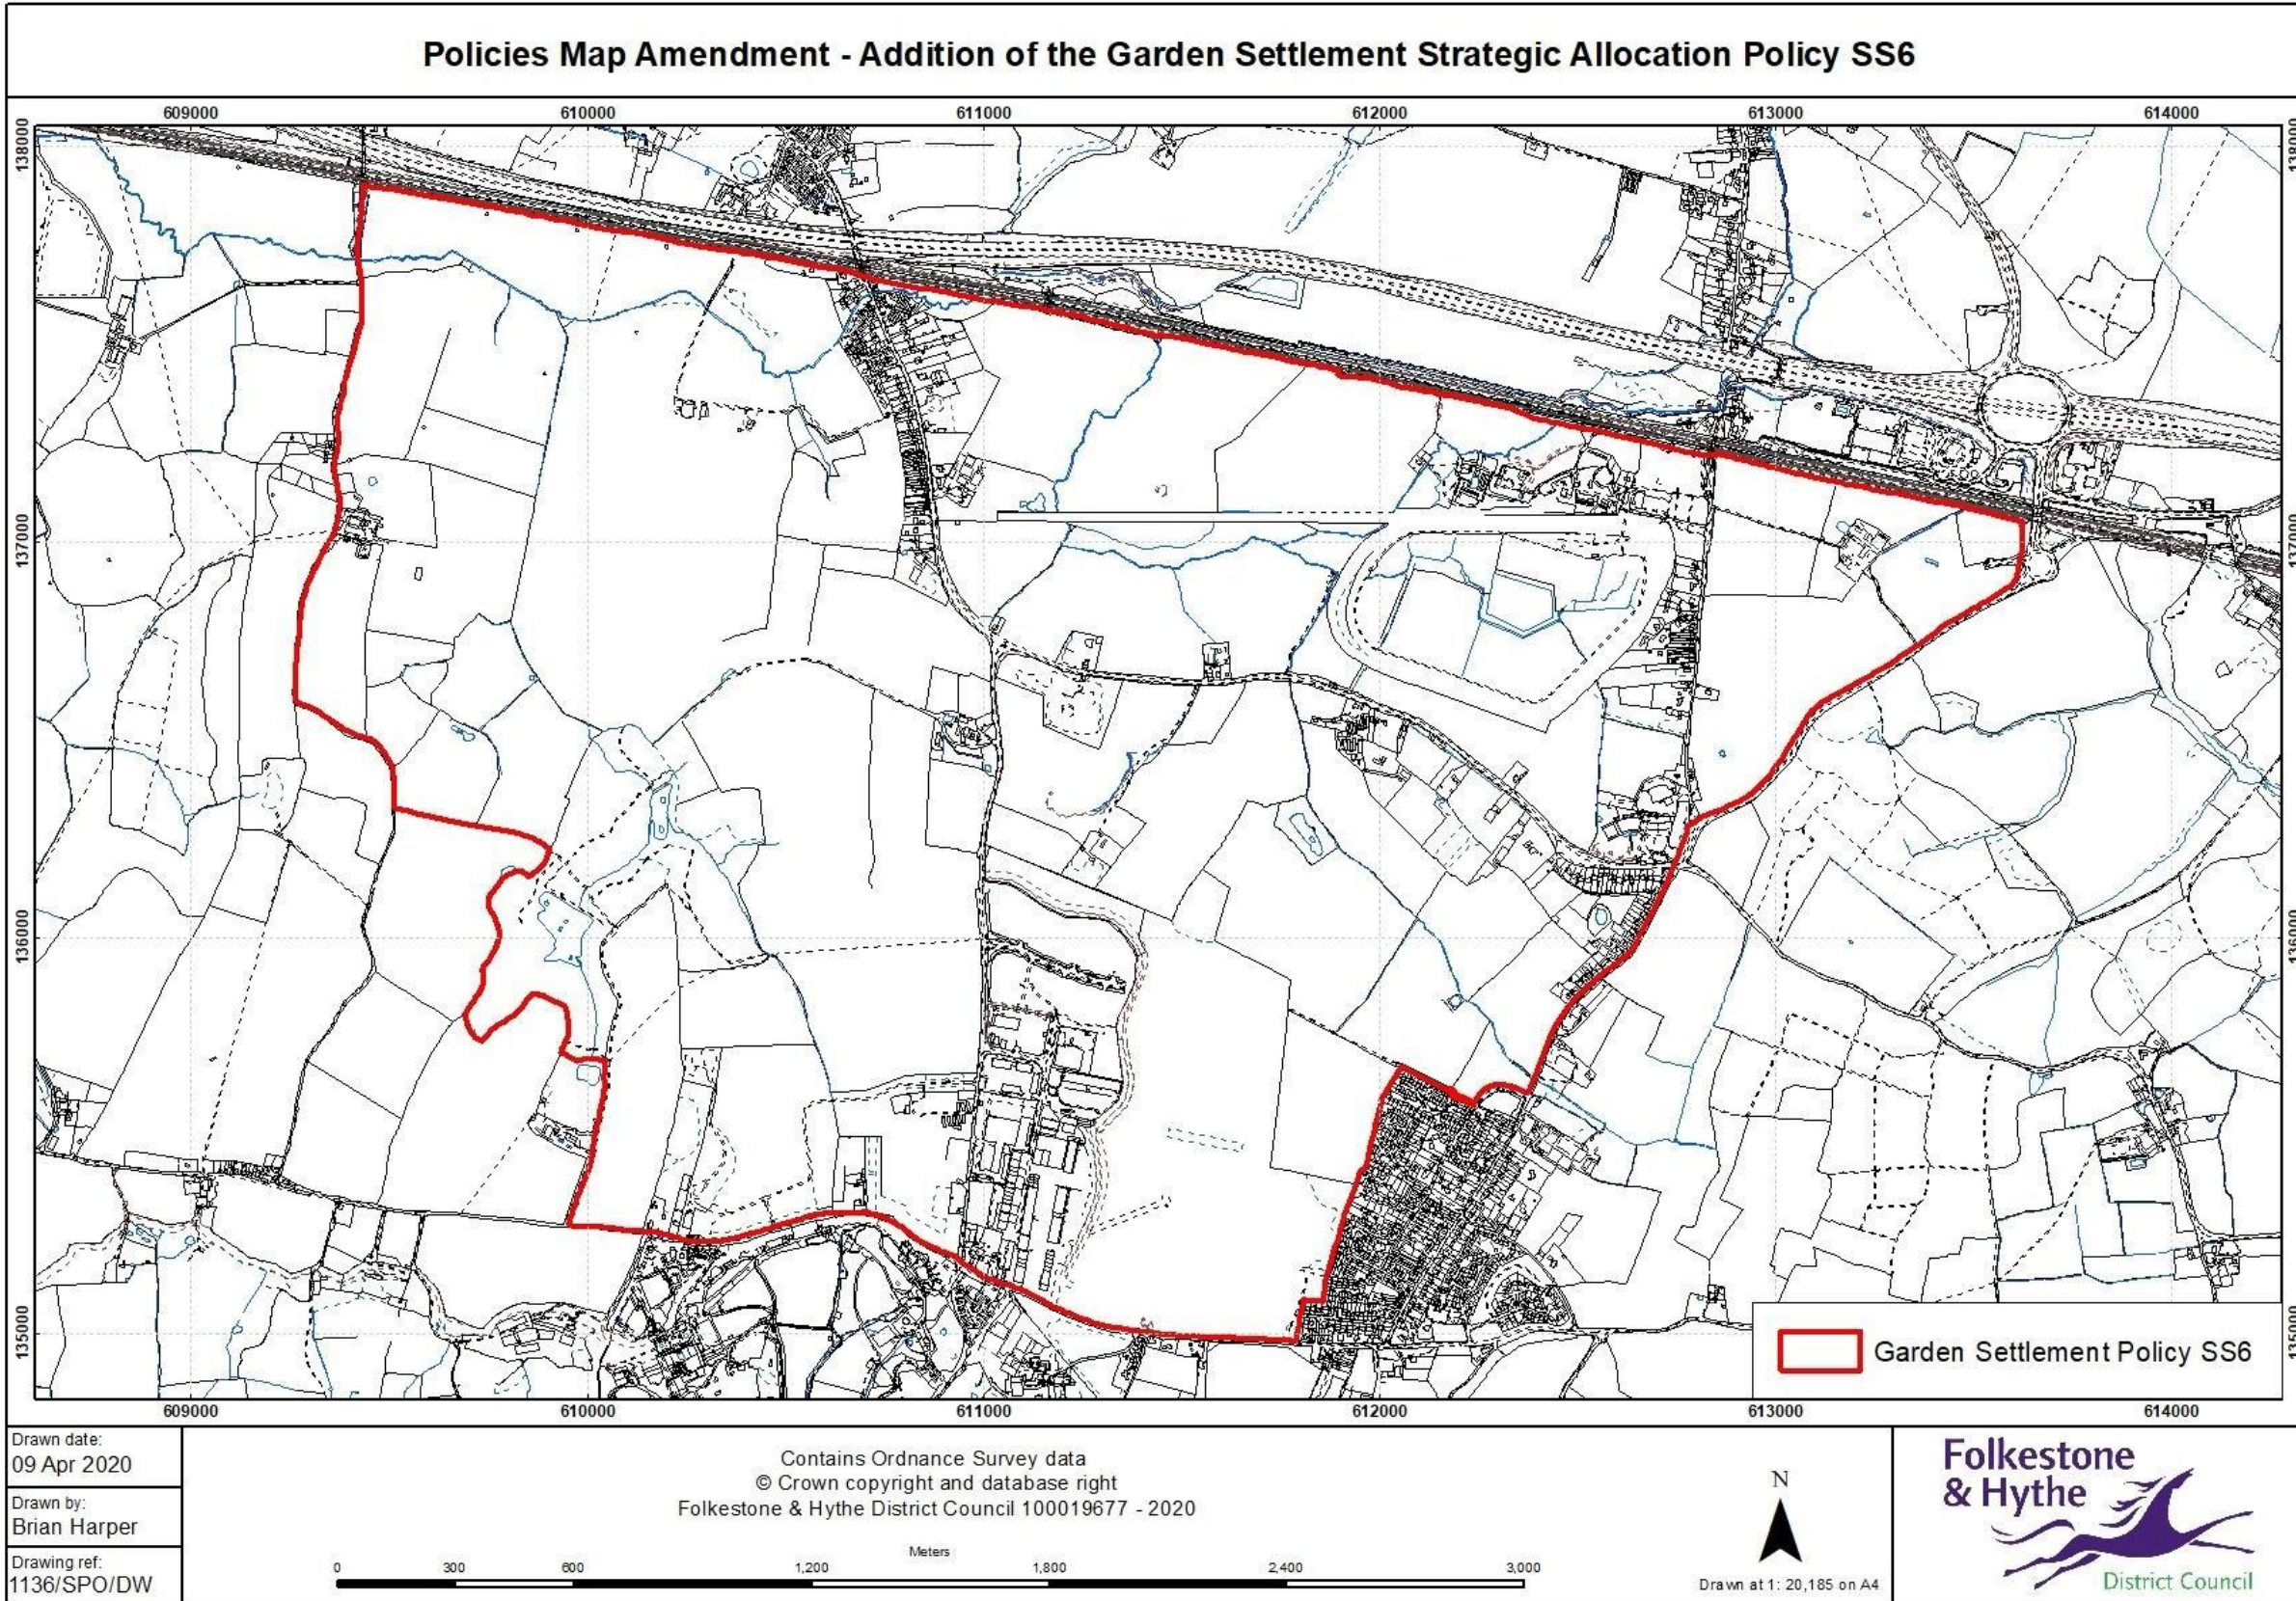 Policies Map Amendment - Addition of the Garden Settlement Strategic Allocation Policy SS6
609000 610000 611000 612000 613000 614000
138000 138000
137000 137000
136000 136000
135000 135000
Garden Settlement Policy SS6
609000 610000 611000 612000 613000 614000
Drawn date:
09 Apr 2020
Drawn by:
Brian Harper
Drawing ref:
1136/SPO/DW
Contains Ordnance Survey data
© Crown copyright and database right
Folkestone & Hythe District Council 100019677 - 2020
Meters
0 300 600 1,200 1,800 2,400 3,000
N
Drawn at 1: 20,185 on A4
Folkestone
& Hythe
District Council